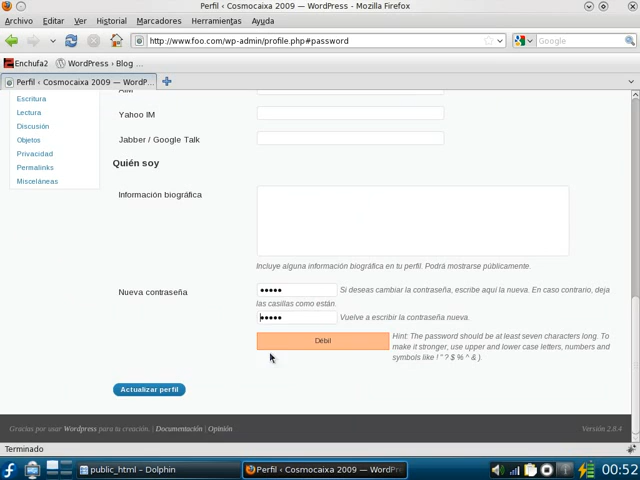 Perfil ‹ Cosmocaixa 2009 — WordPress - Mozilla Firefox
Archivo Editar Ver Historial Marcadores Herramientas Ayuda
http://www.foo.com/wp-admin/profile.php#password
Google
Enchufa2 WordPress › Blog ...
Perfil ‹ Cosmocaixa 2009 — WordP...
AIM
Escritura
Lectura
Yahoo IM
Discusión
Objetos
Jabber / Google Talk
Privacidad
Permalinks
Quién soy
Misceláneas
Información biográfica
Incluye alguna información biográfica en tu perfil. Podrá mostrarse públicamente.
Nueva contraseña
Si deseas cambiar la contraseña, escribe aquí la nueva. En caso contrario, deja
las casillas como están.
Vuelve a escribir la contraseña nueva.
Débil
Hint: The password should be at least seven characters long. To
make it stronger, use upper and lower case letters, numbers and
symbols like ! " ? $ % ^ & ).
Actualizar perfil
Gracias por usar Wordpress para tu creación. | Documentación | Opinión
Versión 2.8.4
Terminado
public_html – Dolphin
Perfil ‹ Cosmocaixa 2009 — WordPre
00:52